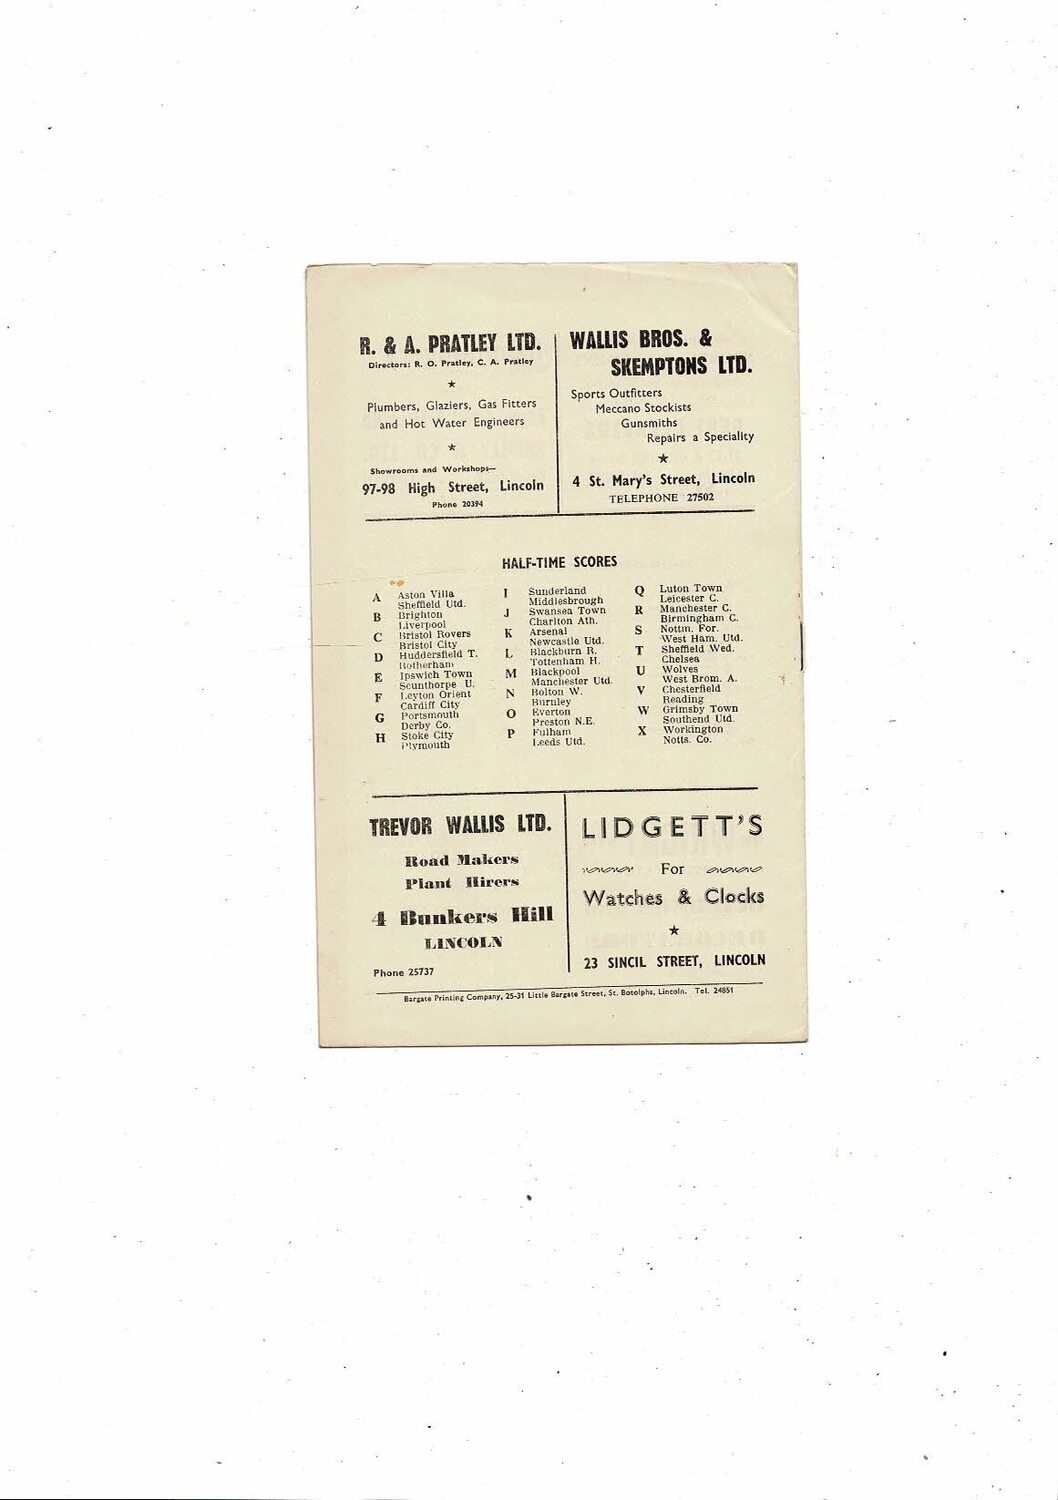 R. & A. PRATLEY LTD.
Directors: R. O. Pratley, C. A. Pratley
Plumbers, Glaziers, Gas Fitters
and Hot Water Engineers
Showrooms and Workshops—
97-98 High Street, Lincoln
Phone 20394
WALLIS BROS. &
SKEMPTONS LTD.
Sports Outfitters
Meccano Stockists
Gunsmiths
Repairs a Speciality
4 St. Mary's Street, Lincoln
TELEPHONE 27502
HALF-TIME SCORES
A Aston Villa
Sheffield Utd.
B Brighton
Liverpool
C Bristol Rovers
Bristol City
D Huddersfield T.
Rotherham
E Ipswich Town
Scunthorpe U.
F Leyton Orient
Cardiff City
G Portsmouth
Derby Co.
H Stoke City
Plymouth
I Sunderland
Middlesbrough
J Swansea Town
Charlton Ath.
K Arsenal
Newcastle Utd.
L Blackburn R.
Tottenham H.
M Blackpool
Manchester Utd.
N Bolton W.
Burnley
O Everton
Preston N.E.
P Fulham
Leeds Utd.
Q Luton Town
Leicester C.
R Manchester C.
Birmingham C.
S Nottm. For.
West Ham. Utd.
T Sheffield Wed.
Chelsea
U Wolves
West Brom. A.
V Chesterfield
Reading
W Grimsby Town
Southend Utd.
X Workington
Notts. Co.
TREVOR WALLIS LTD.
Road Makers
Plant Hirers
4 Bunkers Hill
LINCOLN
Phone 25737
LIDGETT'S
For
Watches & Clocks
23 SINCIL STREET, LINCOLN
Bargate Printing Company, 25-31 Little Bargate Street, St. Botolphs, Lincoln. Tel. 24851